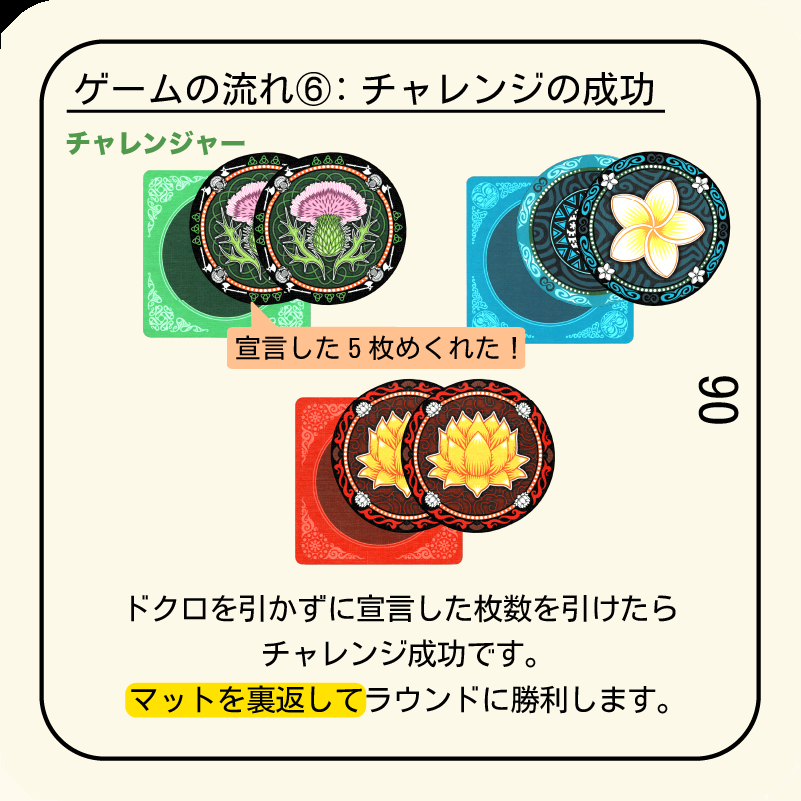 ゲームの流れ⑥: チャレンジの成功
チャレンジャー
宣言した5枚めくれた！
06
ドクロを引かずに宣言した枚数を引けたら
チャレンジ成功です。
マットを裏返してラウンドに勝利します。